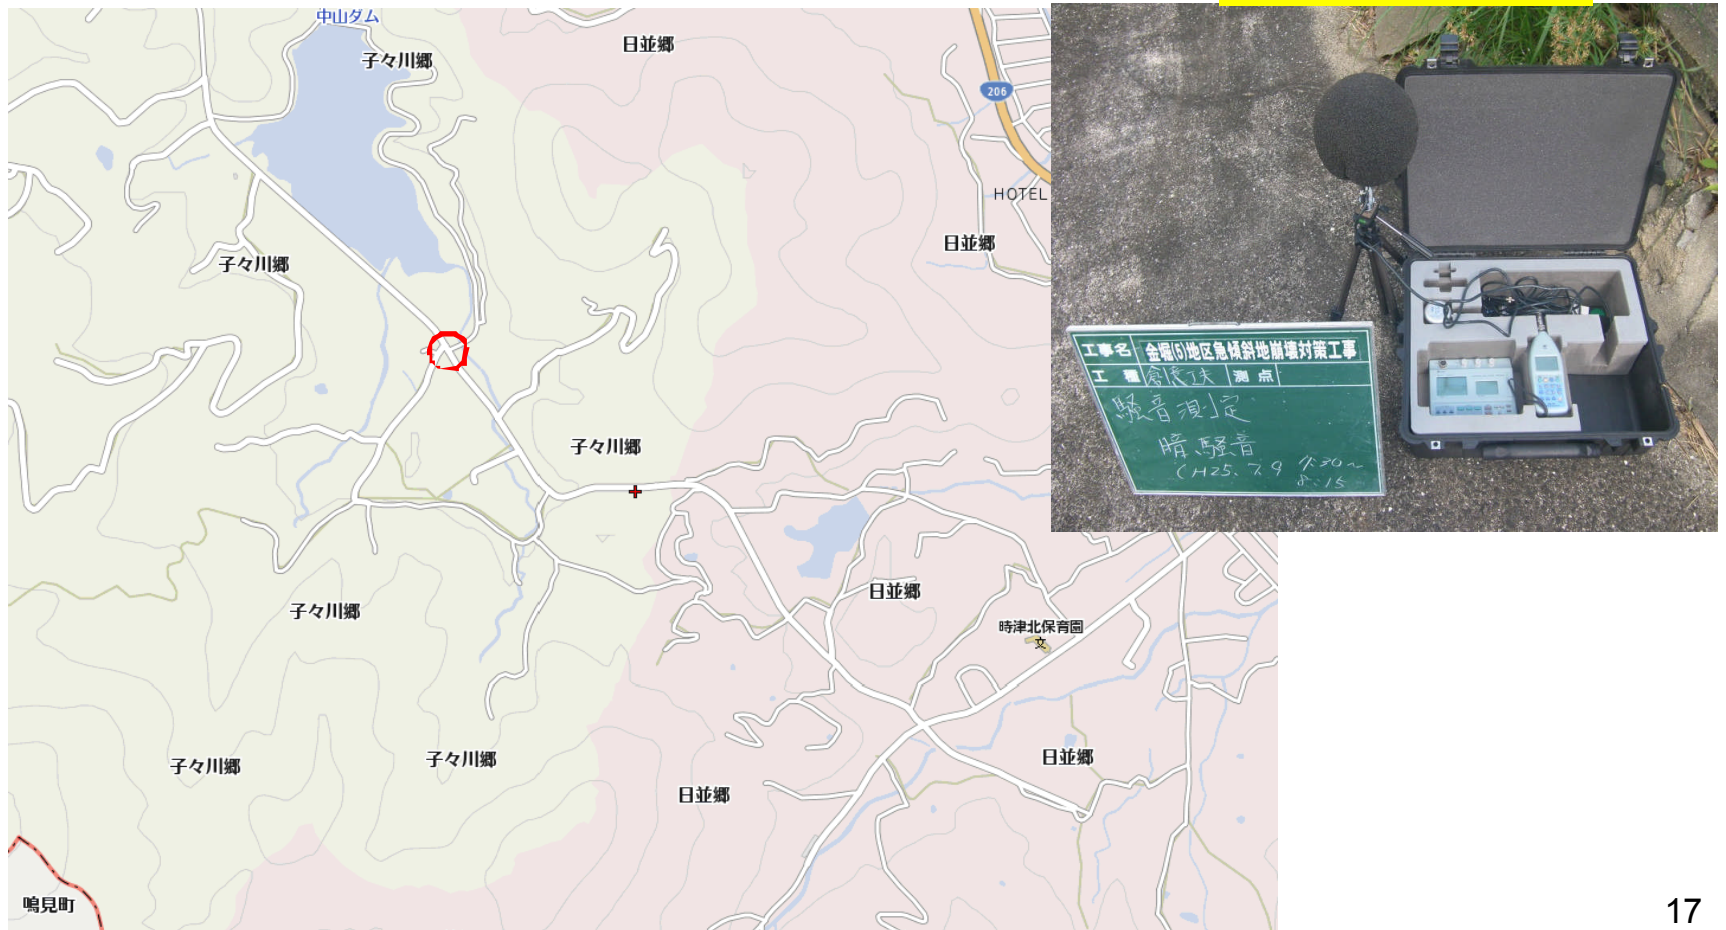 中山ダム
子々川郷
日並郷
206
HOTEL
日並郷
子々川郷
子々川郷
日並郷
子々川郷
時津北保育園
文
子々川郷
子々川郷
日並郷
日並郷
鳴見町
工事名 金堀(5)地区急傾斜地崩壊対策工事
工種 創意工夫 測点
騒音測定
暗騒音
(H25. 7. 9
17